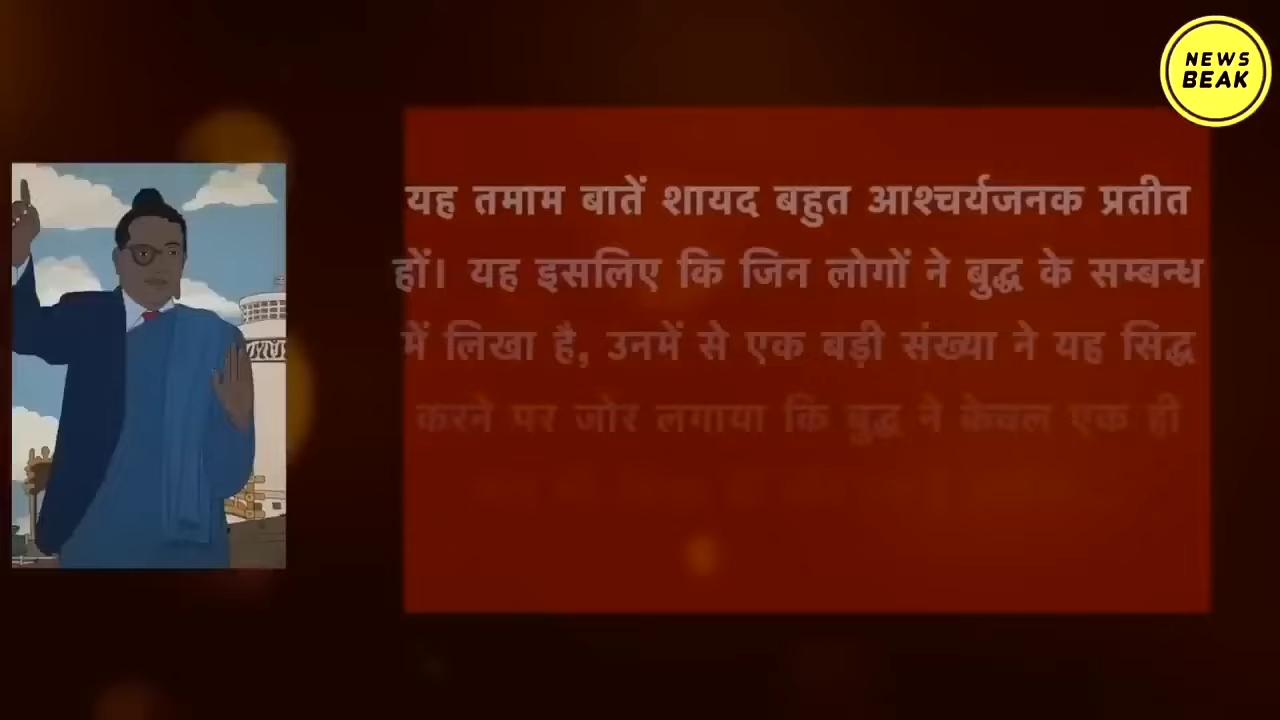 NEWS
BEAK
यह तमाम बातें शायद बहुत आश्चर्यजनक प्रतीत
हों। यह इसलिए कि जिन लोगों ने बुद्ध के सम्बन्ध
में लिखा है, उनमें से एक बड़ी संख्या ने यह सिद्ध
करने पर जोर लगाया कि बुद्ध ने केवल एक ही